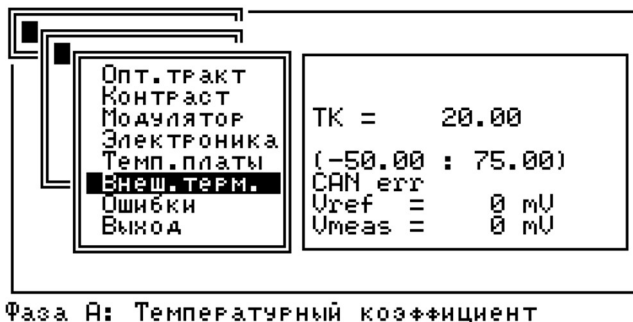 Опт.тракт
Контраст
Модулятор
Электроника
Темп.платы
Внеш.терм.
Ошибки
Выход
ТК = 20.00
(-50.00 : 75.00)
CAN err
Vref = 0 mV
Vmeas = 0 mV
Фаза А: Температурный коэффициент